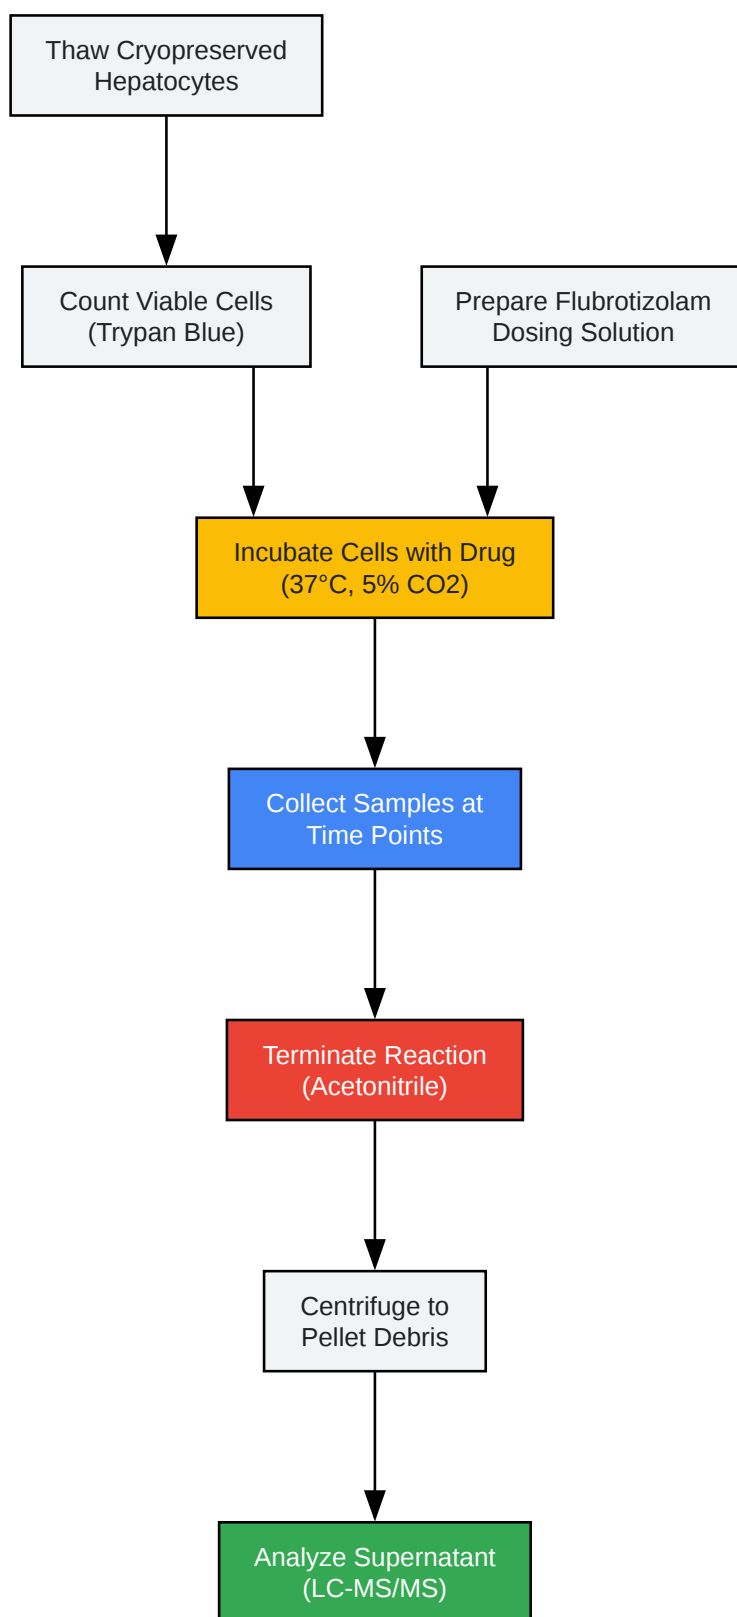 Thaw Cryopreserved
Hepatocytes
Count Viable Cells
(Trypan Blue)
Prepare Flubrotizolam
Dosing Solution
Incubate Cells with Drug
(37°C, 5% CO2)
Collect Samples at
Time Points
Terminate Reaction
(Acetonitrile)
Centrifuge to
Pellet Debris
Analyze Supernatant
(LC-MS/MS)